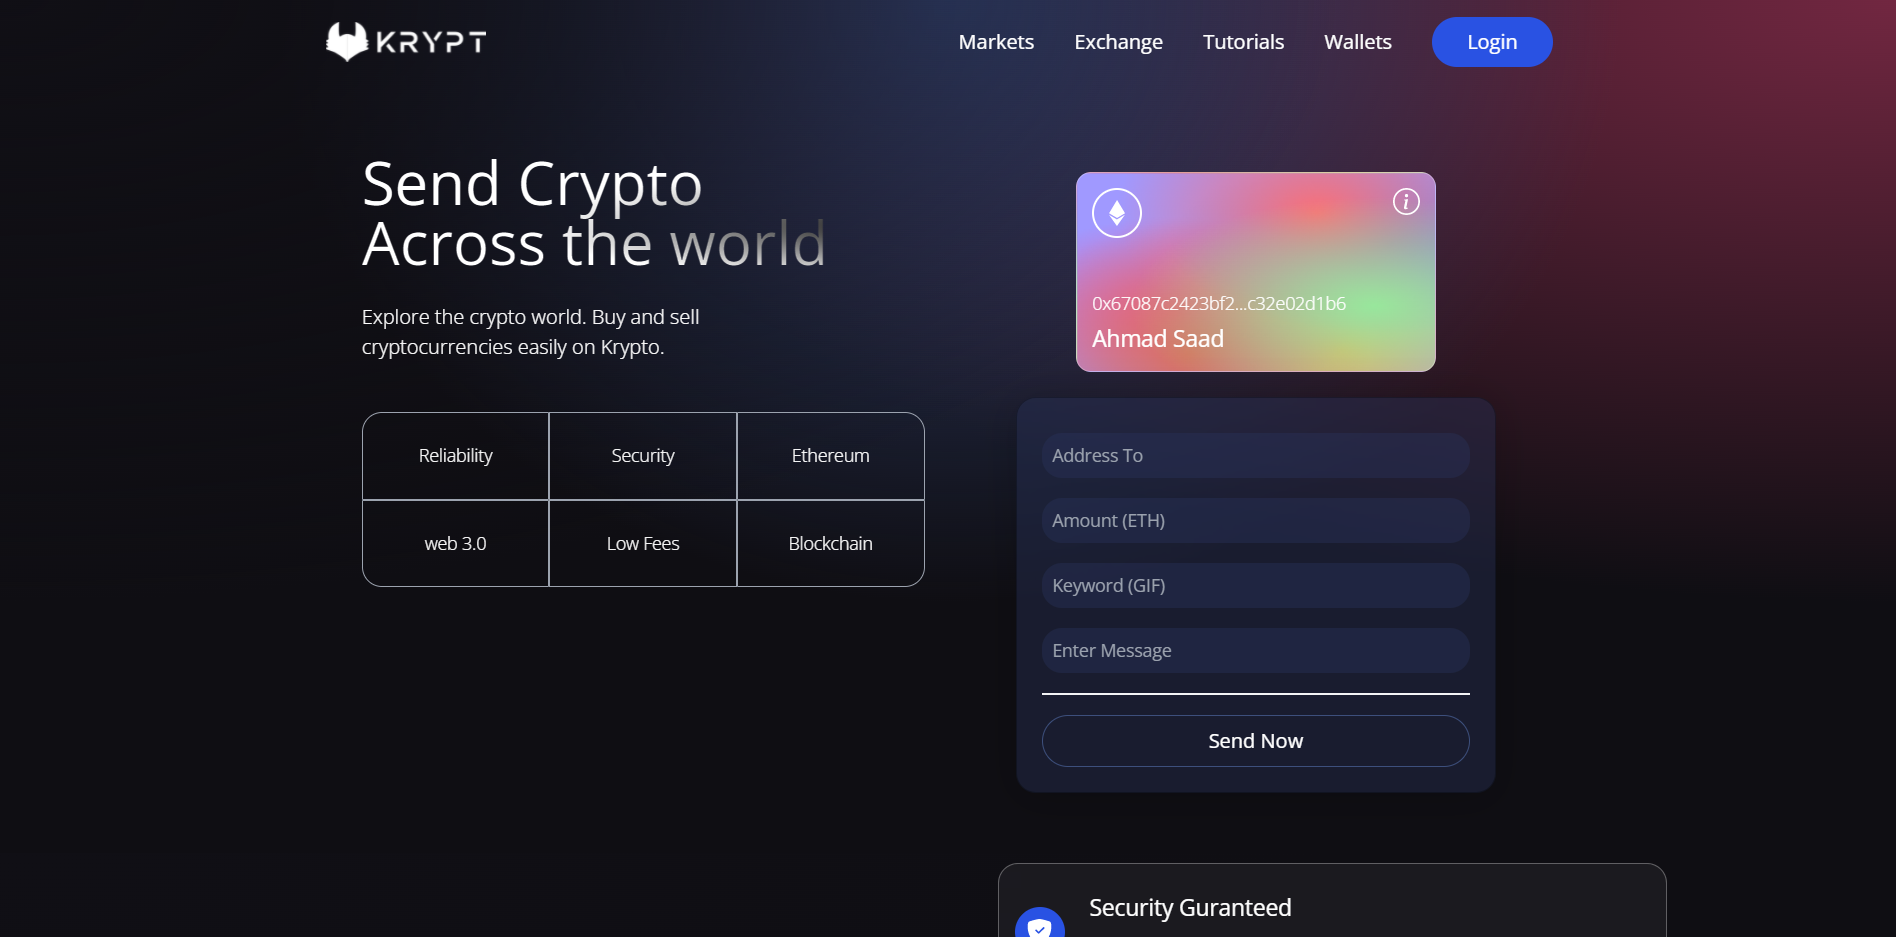 KRYPT
Markets
Exchange
Tutorials
Wallets
Login
Send Crypto
Across the world
Explore the crypto world. Buy and sell
cryptocurrencies easily on Krypto.
Reliability
Security
Ethereum
web 3.0
Low Fees
Blockchain
i
0x67087c2423bf2...c32e02d1b6
Ahmad Saad
Address To
Amount (ETH)
Keyword (GIF)
Enter Message
Send Now
Security Guranteed